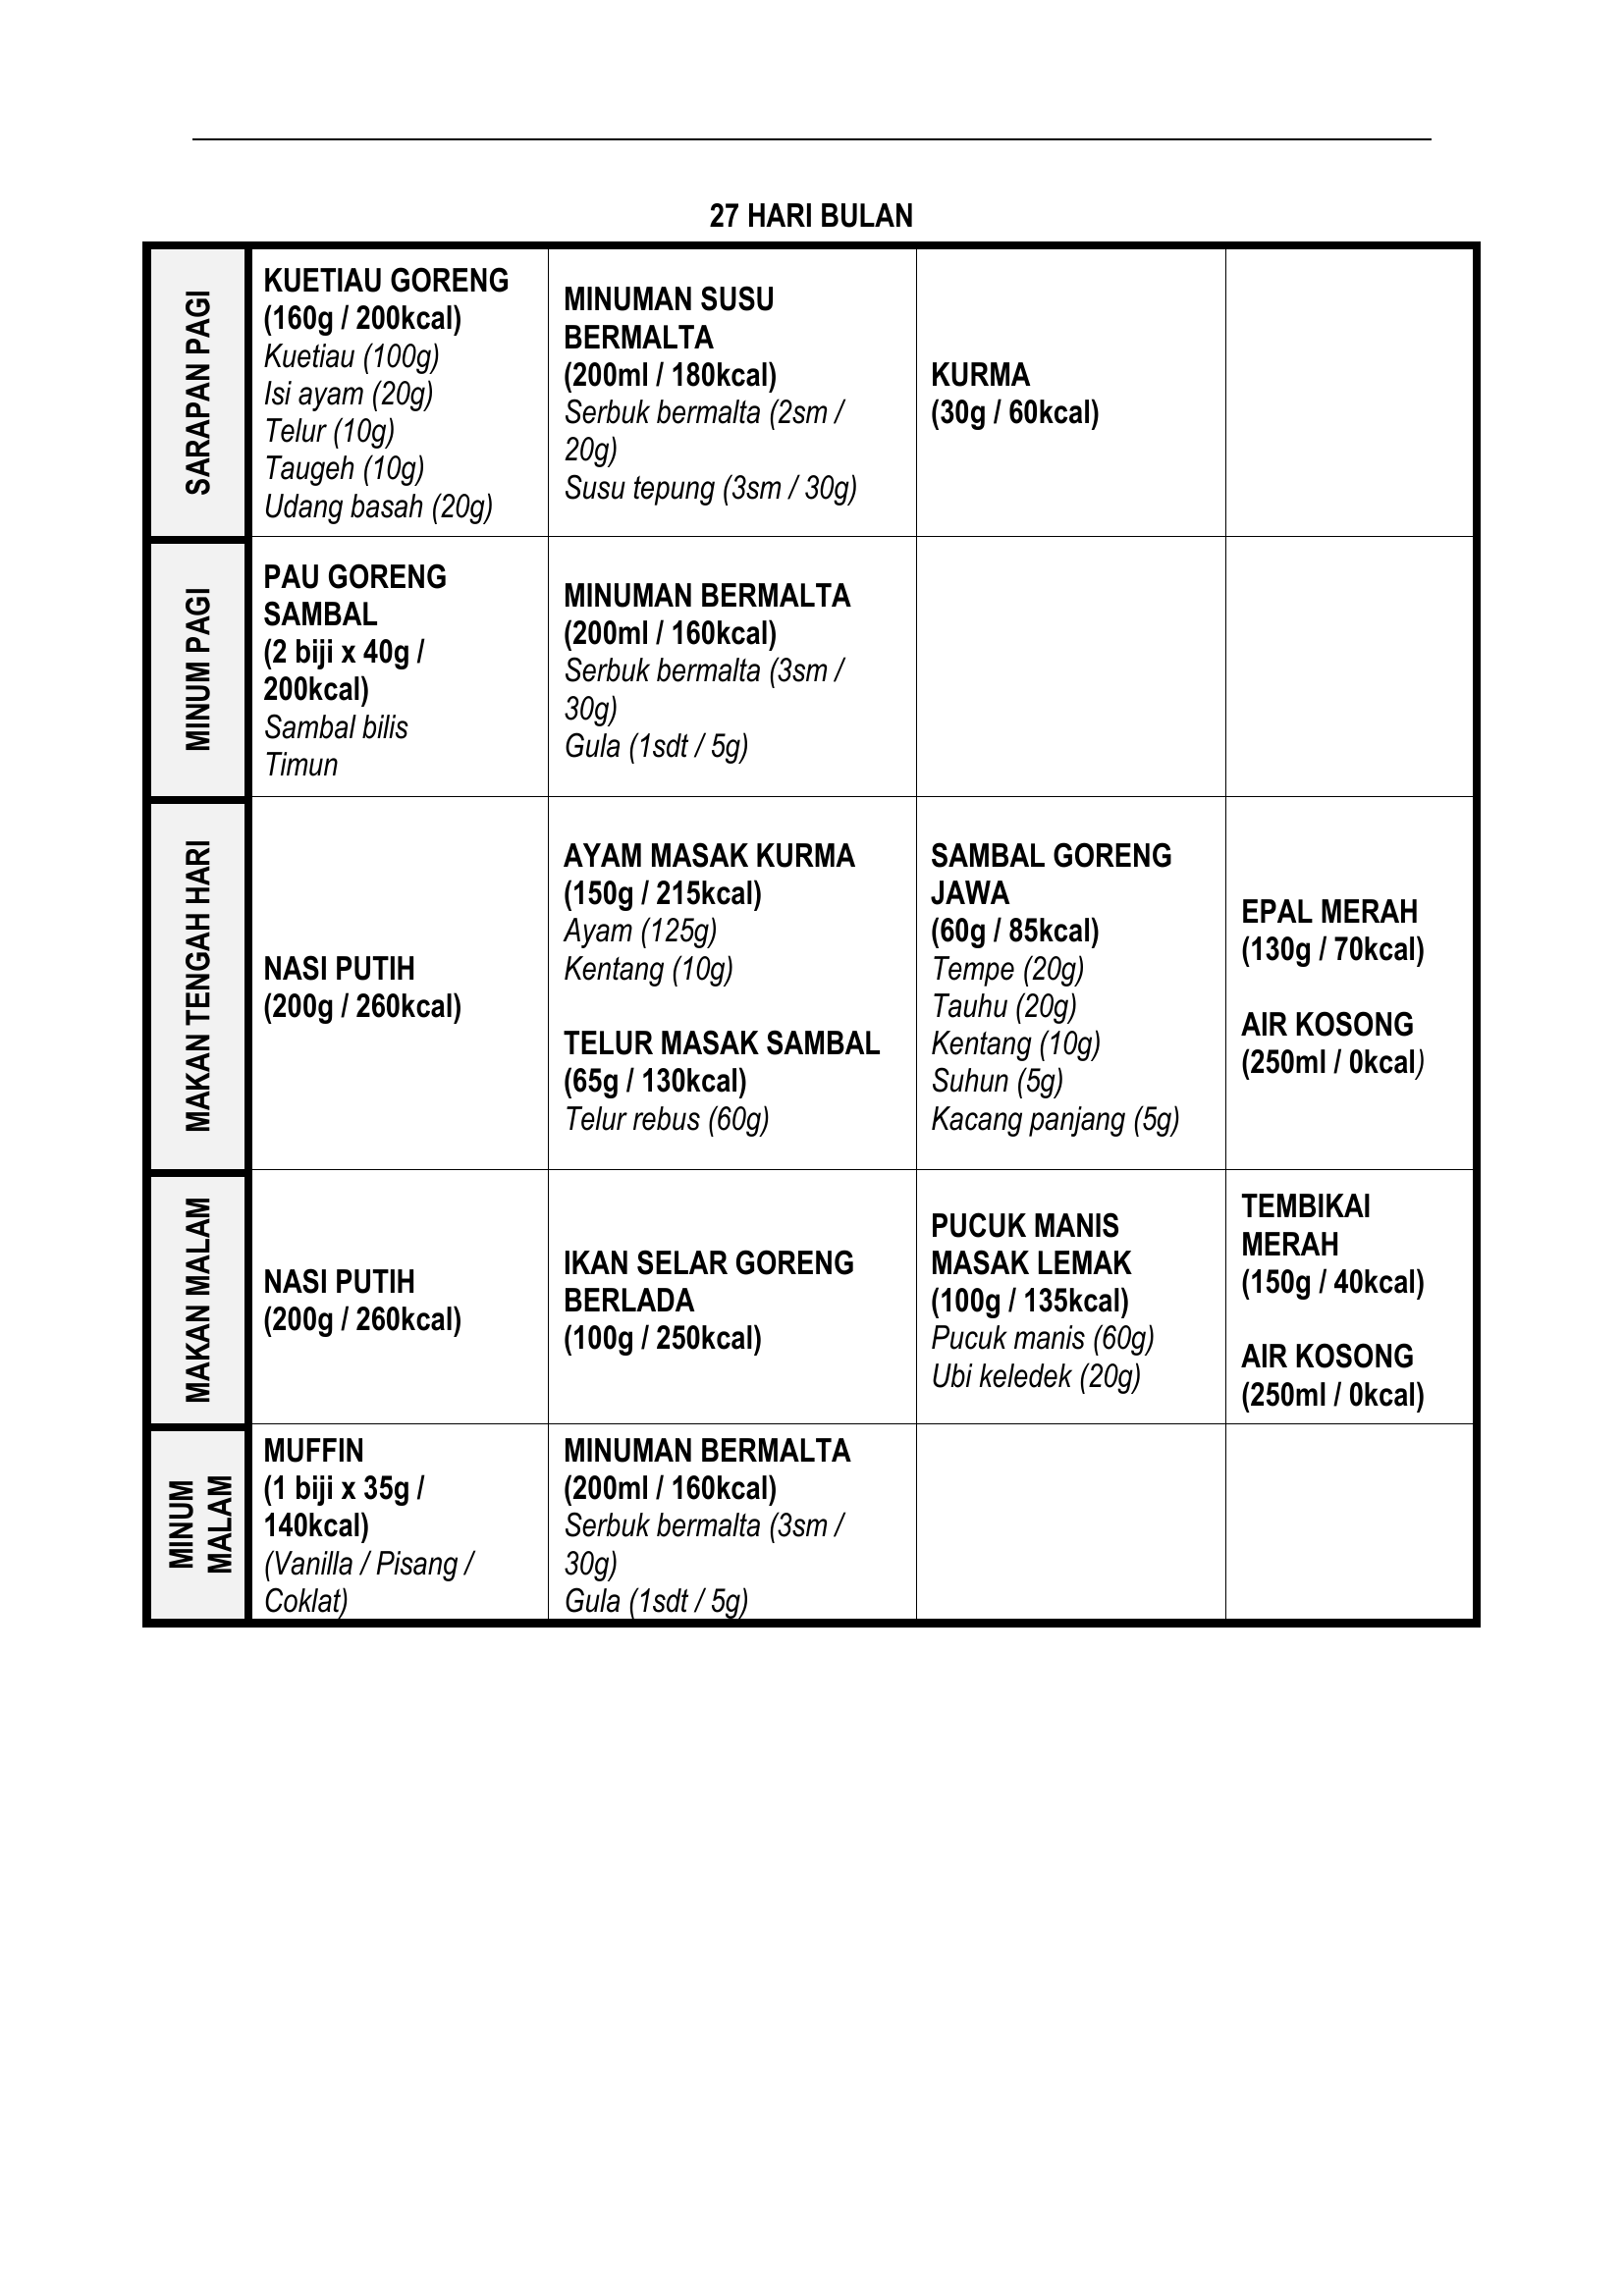 27 HARI BULAN
SARAPAN PAGI
KUETIAU GORENG
(160g / 200kcal)
Kuetiau (100g)
Isi ayam (20g)
Telur (10g)
Taugeh (10g)
Udang basah (20g)
MINUMAN SUSU
BERMALTA
(200ml / 180kcal)
Serbuk bermalta (2sm /
20g)
Susu tepung (3sm / 30g)
KURMA
(30g / 60kcal)
MINUM PAGI
PAU GORENG
SAMBAL
(2 biji x 40g /
200kcal)
Sambal bilis
Timun
MINUMAN BERMALTA
(200ml / 160kcal)
Serbuk bermalta (3sm /
30g)
Gula (1sdt / 5g)
MAKAN TENGAH HARI
NASI PUTIH
(200g / 260kcal)
AYAM MASAK KURMA
(150g / 215kcal)
Ayam (125g)
Kentang (10g)
TELUR MASAK SAMBAL
(65g / 130kcal)
Telur rebus (60g)
SAMBAL GORENG
JAWA
(60g / 85kcal)
Tempe (20g)
Tauhu (20g)
Kentang (10g)
Suhun (5g)
Kacang panjang (5g)
EPAL MERAH
(130g / 70kcal)
AIR KOSONG
(250ml / 0kcal)
MAKAN MALAM
NASI PUTIH
(200g / 260kcal)
IKAN SELAR GORENG
BERLADA
(100g / 250kcal)
PUCUK MANIS
MASAK LEMAK
(100g / 135kcal)
Pucuk manis (60g)
Ubi keledek (20g)
TEMBIKAI
MERAH
(150g / 40kcal)
AIR KOSONG
(250ml / 0kcal)
MINUM
MALAM
MUFFIN
(1 biji x 35g /
140kcal)
(Vanilla / Pisang /
Coklat)
MINUMAN BERMALTA
(200ml / 160kcal)
Serbuk bermalta (3sm /
30g)
Gula (1sdt / 5g)